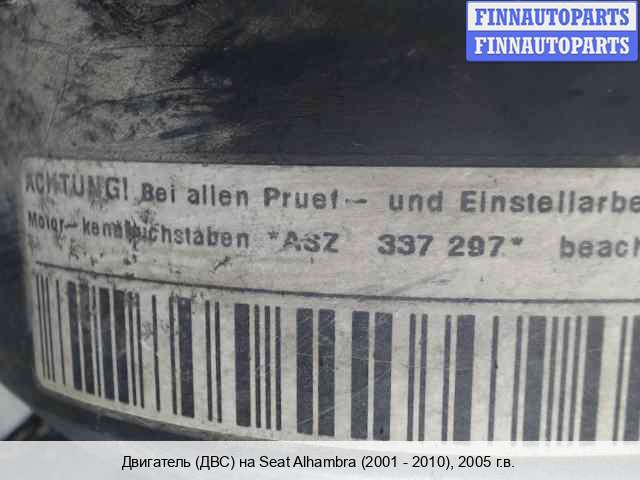 FINNAUTOPARTS
FINNAUTOPARTS
ACHTUNG! Bei allen Pruef- und Einstellarbe
Motor-kennbuchstaben *ASZ 337 297* beach
Двигатель (ДВС) на Seat Alhambra (2001 - 2010), 2005 г.в.